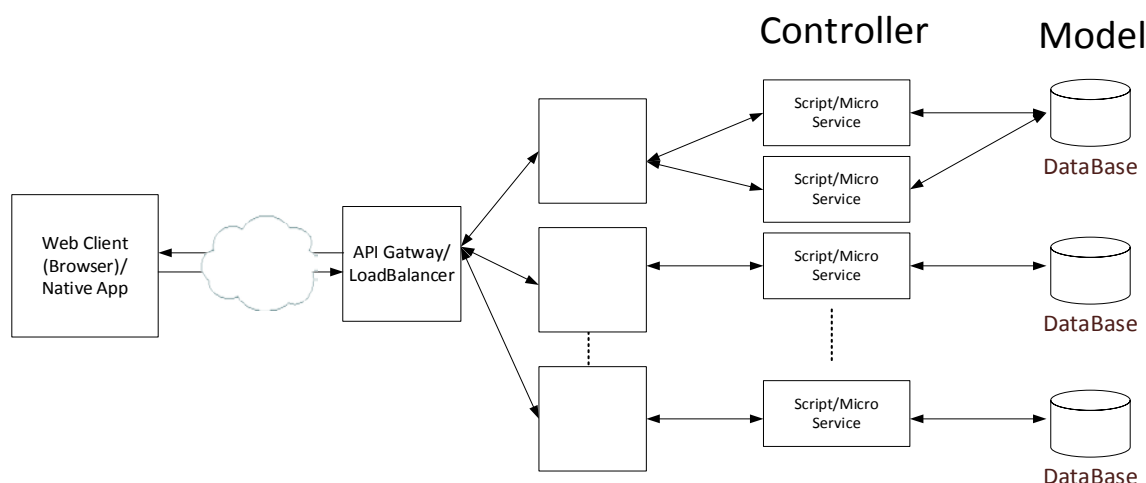 Controller
Model
Script/Micro
Service
DataBase
Script/Micro
Service
Web Client
(Browser)/
Native App
API Gatway/
LoadBalancer
Script/Micro
Service
DataBase
Script/Micro
Service
DataBase